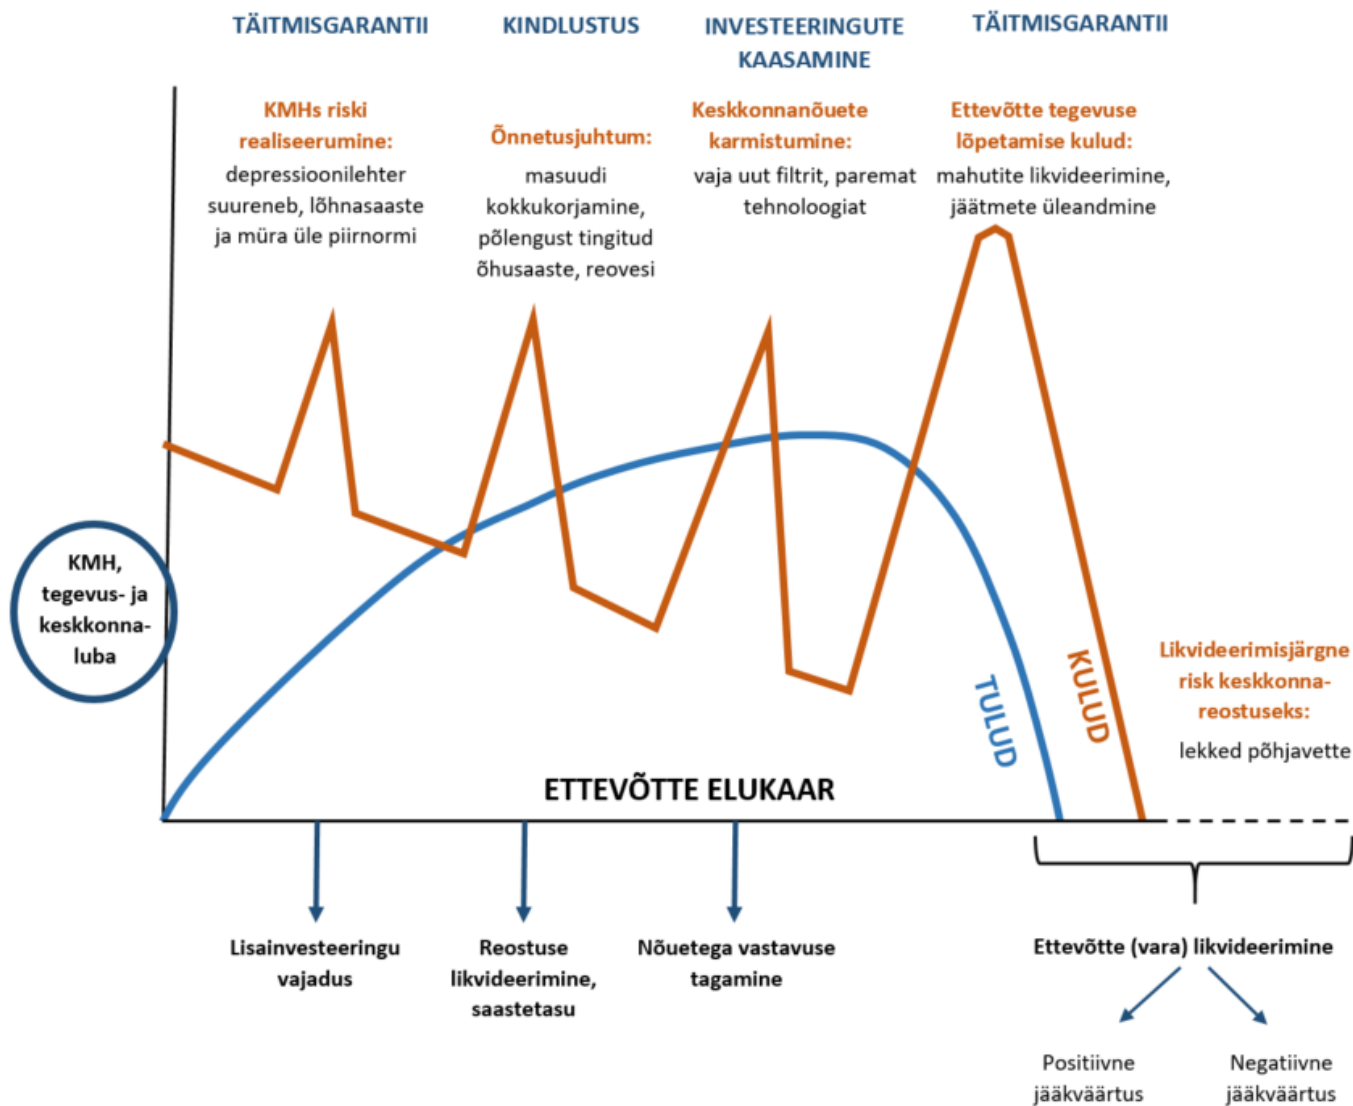 TÄITMISGARANTII
KINDLUSTUS
INVESTEERINGUTE
KAASAMINE
TÄITMISGARANTII
KMHs riski
realiseerumine:
depressioonilehter
suureneb, lõhnasaaste
ja müra üle piirnormi
Õnnetusjuhtum:
masuudi
kokkukorjamine,
põlengust tingitud
õhusaaste, reovesi
Keskkonnanõuete
karmistumine:
vaja uut filtrit, paremat
tehnoloogiat
Ettevõtte tegevuse
lõpetamise kulud:
mahutite likvideerimine,
jäätmete üleandmine
KMH,
tegevus- ja
keskkonna-
luba
TULUD
KULUD
Likvideerimisjärgne
risk keskkonna-
reostuseks:
lekked põhjavette
ETTEVÕTTE ELUKAAR
Lisainvesteeringu
vajadus
Reostuse
likvideerimine,
saastetasu
Nõuetega vastavuse
tagamine
Ettevõtte (vara) likvideerimine
Positiivne
jääkväärtus
Negatiivne
jääkväärtus